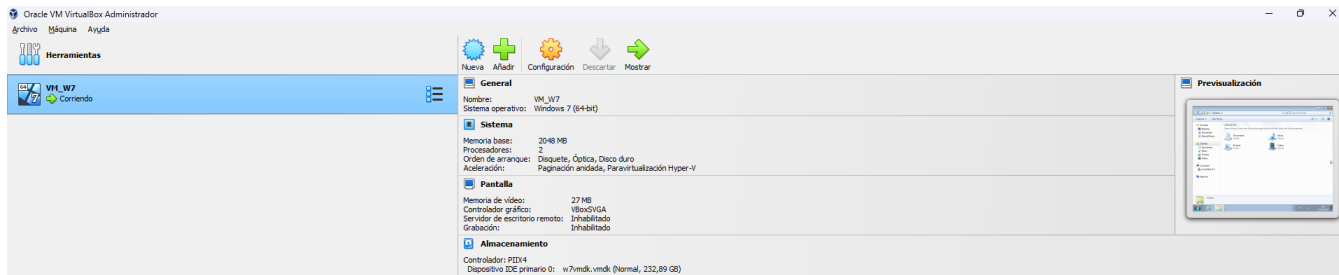 Oracle VM VirtualBox Administrador
Archivo Máquina Ayuda
Herramientas
Nueva Añadir Configuración Descartar Mostrar
64
7
VM_W7
Corriendo
General
Nombre: VM_W7
Sistema operativo: Windows 7 (64-bit)
Sistema
Memoria base: 2048 MB
Procesadores: 2
Orden de arranque: Disquete, Óptica, Disco duro
Aceleración: Paginación anidada, Paravirtualización Hyper-V
Pantalla
Memoria de vídeo: 27 MB
Controlador gráfico: VBoxSVGA
Servidor de escritorio remoto: Inhabilitado
Grabación: Inhabilitado
Almacenamiento
Controlador: PIIX4
Dispositivo IDE primario 0: w7vmdk.vmdk (Normal, 232,89 GB)
Previsualización